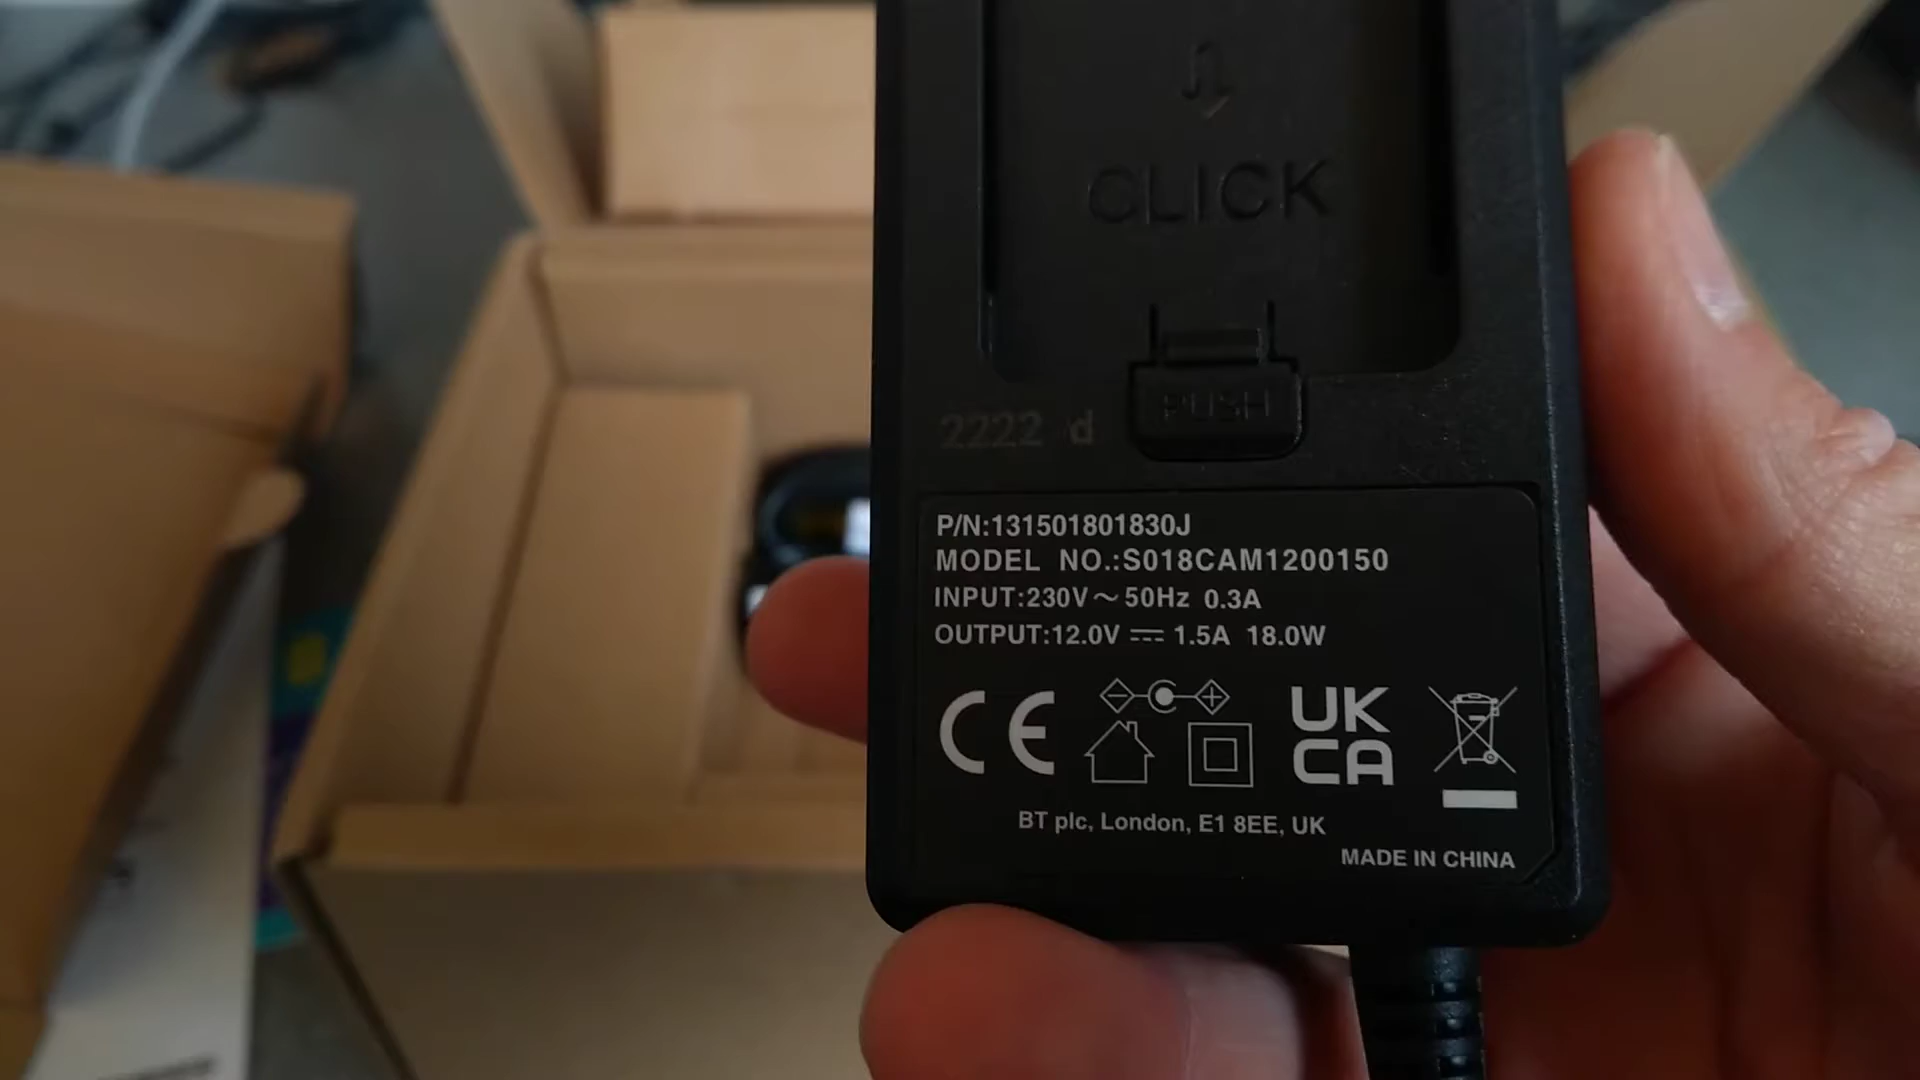 CLICK
PUSH
2222 d
P/N:131501801830J
MODEL NO.:S018CAM1200150
INPUT:230V～50Hz 0.3A
OUTPUT:12.0V ⎓ 1.5A 18.0W
CE
UK
CA
BT plc, London, E1 8EE, UK
MADE IN CHINA